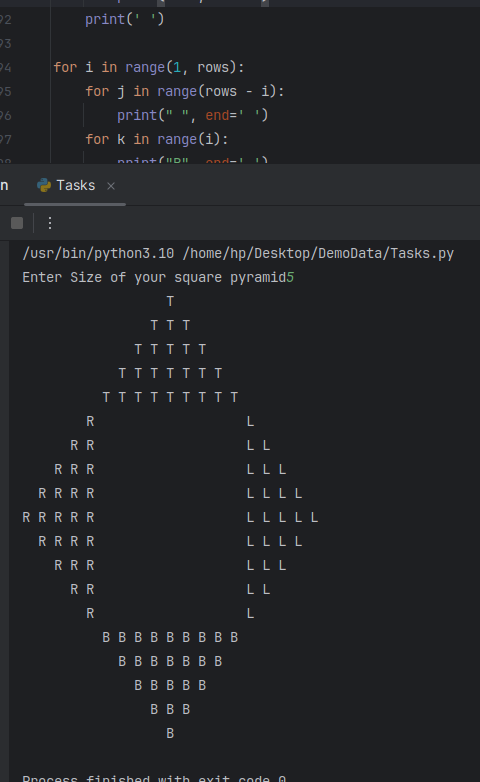 92 print(' ')
93
94 for i in range(1, rows):
95 for j in range(rows - i):
96 print(" ", end=' ')
97 for k in range(i):
98 print("B", end=' ')
n Tasks ×
/usr/bin/python3.10 /home/hp/Desktop/DemoData/Tasks.py
Enter Size of your square pyramid5
T
T T T
T T T T T
T T T T T T T
T T T T T T T T T
R L
R R L L
R R R L L L
R R R R L L L L
R R R R R L L L L L
R R R R L L L L
R R R L L L
R R L L
R L
B B B B B B B B B
B B B B B B B
B B B B B
B B B
B
Process finished with exit code 0